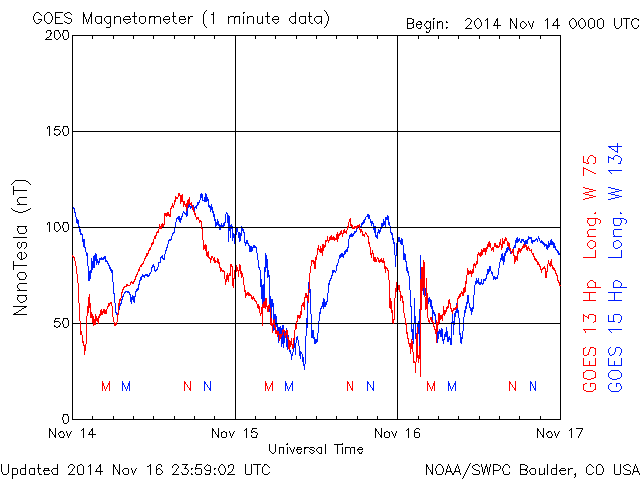 GOES Magnetometer (1 minute data)
Begin: 2014 Nov 14 0000 UTC
200
150
100
50
0
NanoTesla (nT)
M M N N M M N N M M N N
Nov 14 Nov 15 Nov 16 Nov 17
Universal Time
GOES 13 Hp Long. W 75
GOES 15 Hp Long. W 134
Updated 2014 Nov 16 23:59:02 UTC
NOAA/SWPC Boulder, CO USA